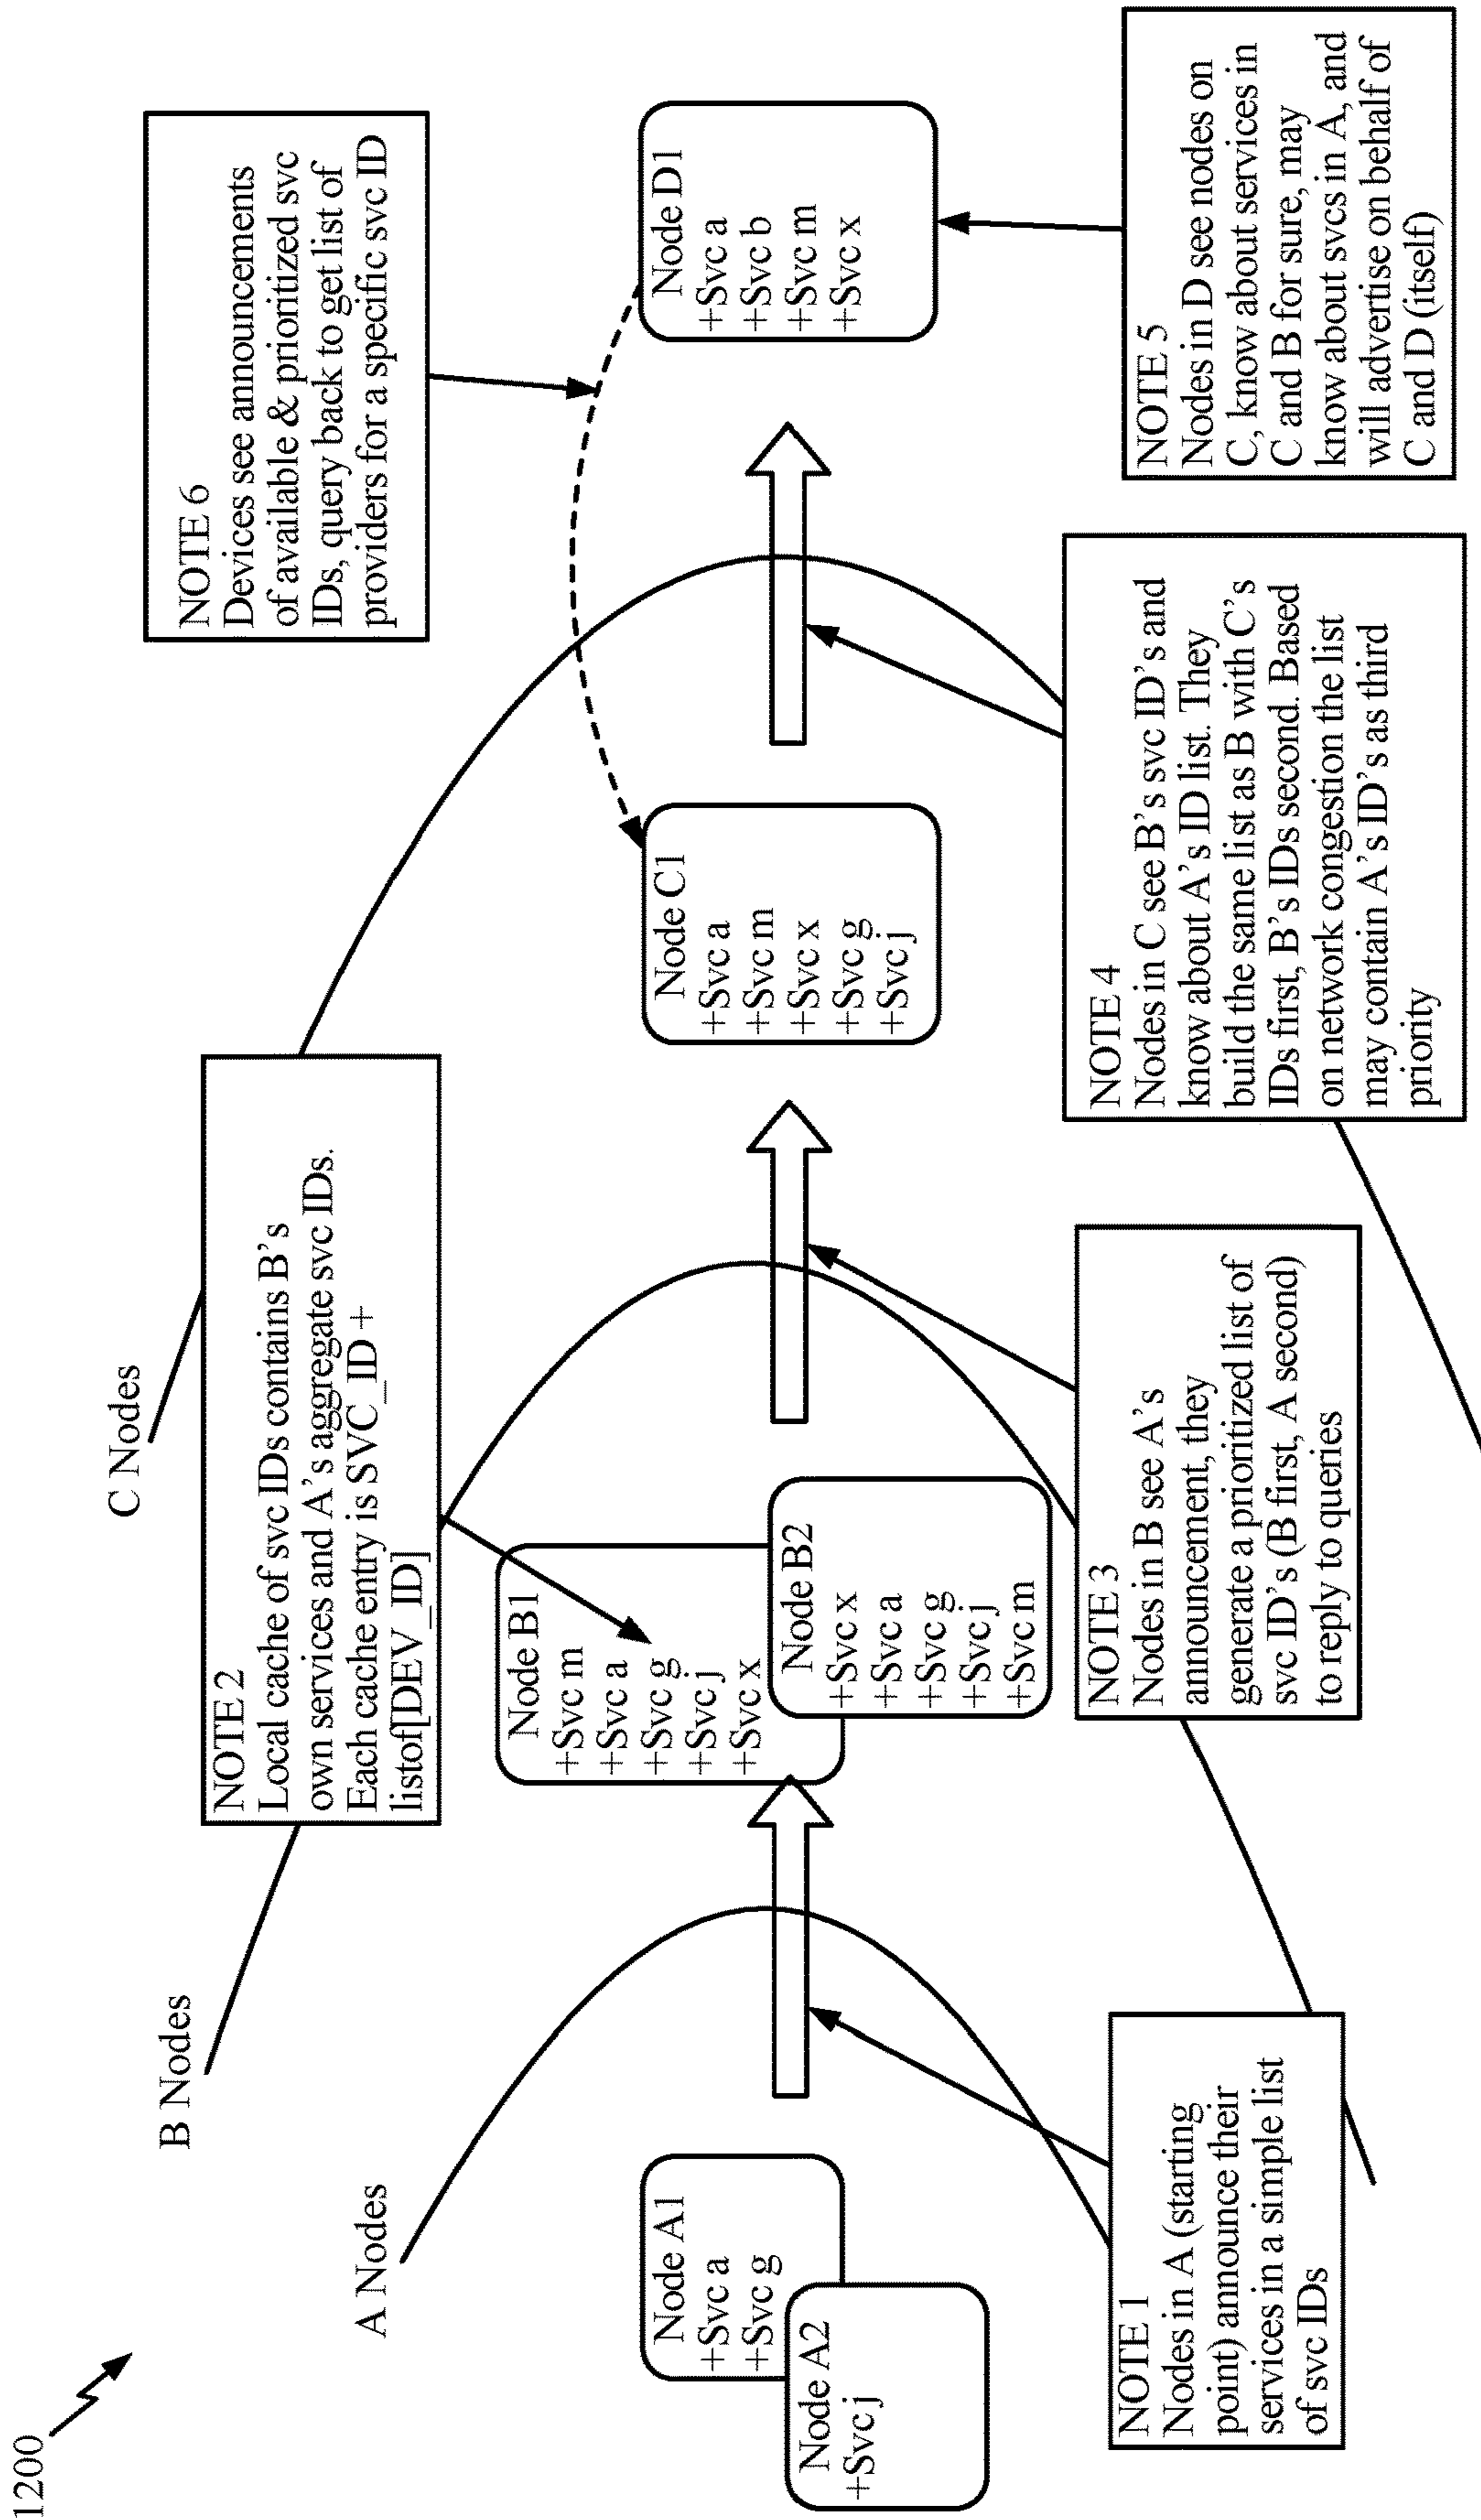 1200
A Nodes
B Nodes
C Nodes
NOTE 2
Local cache of svc IDs contains B's
own services and A's aggregate svc IDs.
Each cache entry is SVC_ID +
listof[DEV_ID]
NOTE 6
Devices see announcements
of available & prioritized svc
IDs, query back to get list of
providers for a specific svc ID
Node A1
+Svc a
+Svc g
Node A2
+Svc j
Node B1
+Svc m
+Svc a
+Svc g
+Svc j
+Svc x
Node B2
+Svc x
+Svc a
+Svc g
+Svc j
+Svc m
Node C1
+Svc a
+Svc m
+Svc x
+Svc g
+Svc j
Node D1
+Svc a
+Svc b
+Svc m
+Svc x
NOTE 1
Nodes in A (starting
point) announce their
services in a simple list
of svc IDs
NOTE 3
Nodes in B see A's
announcement, they
generate a prioritized list of
svc ID's (B first, A second)
to reply to queries
NOTE 4
Nodes in C see B's svc ID's and
know about A's ID list. They
build the same list as B with C's
IDs first, B's IDs second. Based
on network congestion the list
may contain A's ID's as third
priority
NOTE 5
Nodes in D see nodes on
C, know about services in
C and B for sure, may
know about svcs in A, and
will advertise on behalf of
C and D (itself)